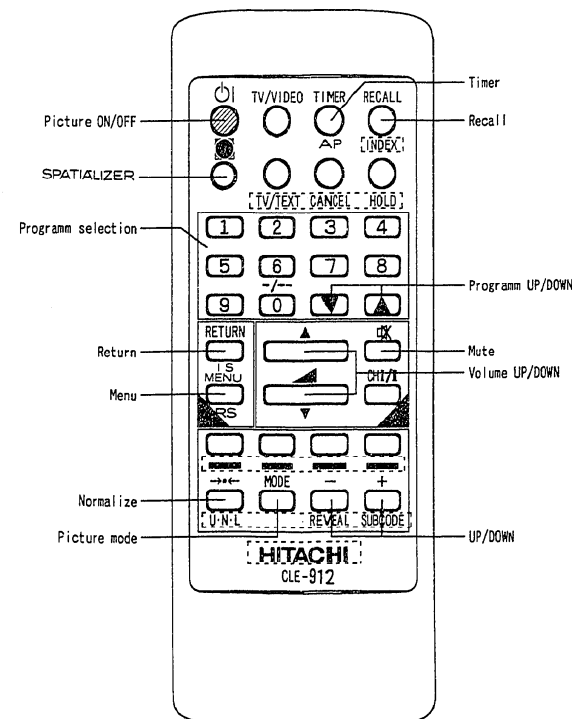 TV/VIDEO TIMER RECALL
Timer
Picture ON/OFF
Recall
AP
INDEX
SPATIALIZER
TV/TEXT CANCEL HOLD
Programm selection
1 2 3 4
5 6 7 8
-/--
9 0
Programm UP/DOWN
RETURN
Return
Mute
I S
Volume UP/DOWN
MENU
CHI/II
Menu
RS
→•← MODE − +
Normalize
U·N·L REVEAL SUBCODE
Picture mode
UP/DOWN
HITACHI
CLE-912